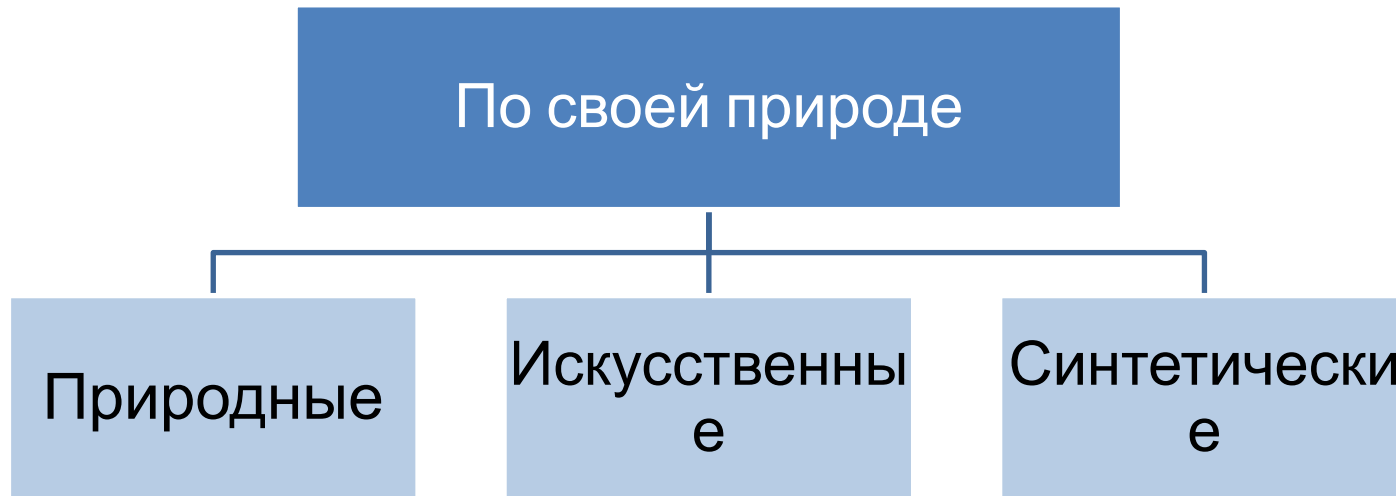 По своей природе
Природные
Искусственны
е
Синтетически
е